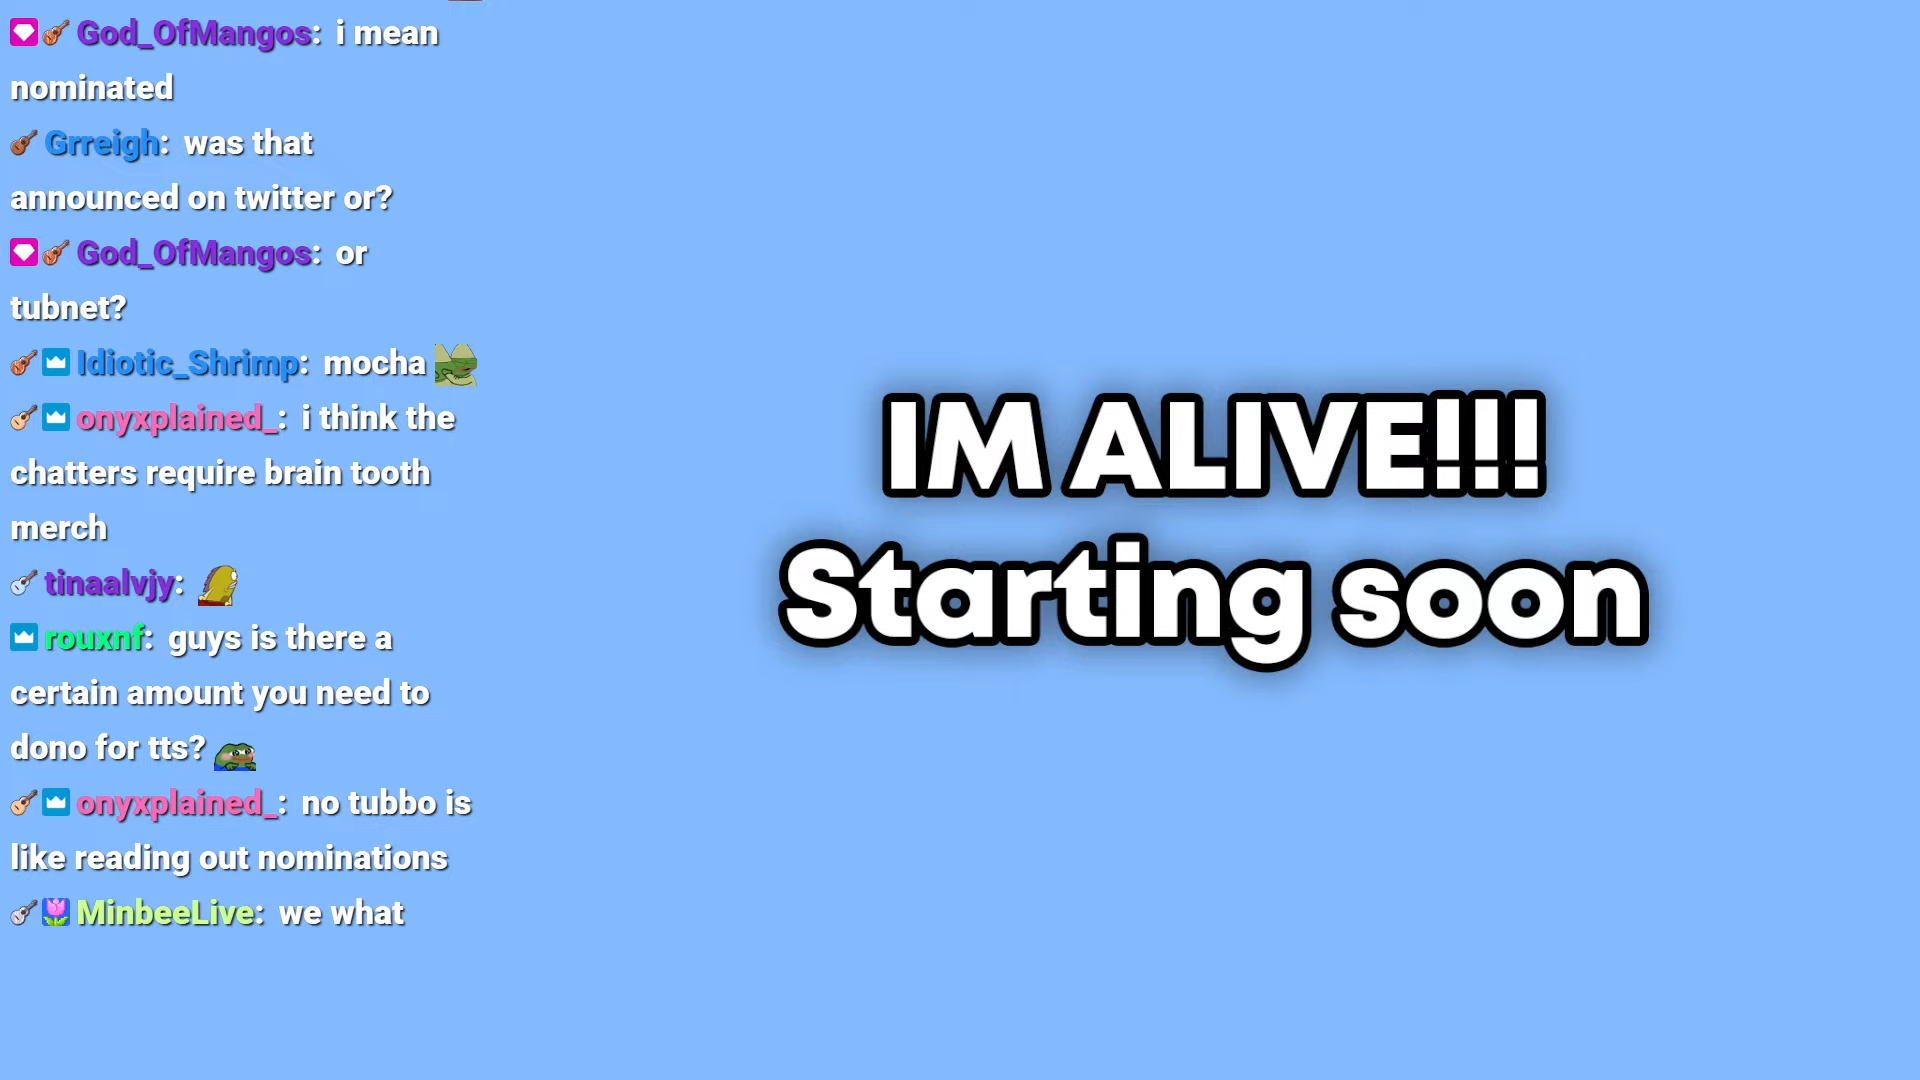 God_OfMangos: i mean
nominated
Grreigh: was that
announced on twitter or?
God_OfMangos: or
tubnet?
Idiotic_Shrimp: mocha
onyxplained_: i think the
chatters require brain tooth
merch
tinaalvjy:
rouxnf: guys is there a
certain amount you need to
dono for tts?
onyxplained_: no tubbo is
like reading out nominations
MinbeeLive: we what
IM ALIVE!!!
Starting soon